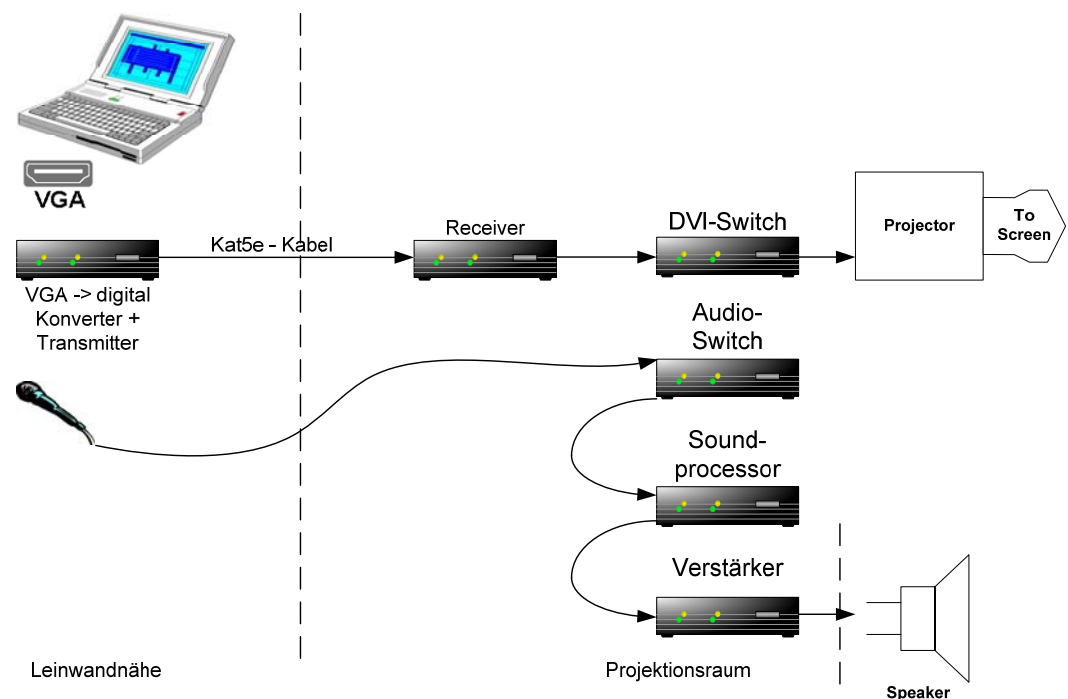 VGA
VGA -> digital
Konverter +
Transmitter
Kat5e - Kabel
Receiver
DVI-Switch
Projector
To
Screen
Audio-
Switch
Sound-
processor
Verstärker
Leinwandnähe
Projektionsraum
Speaker